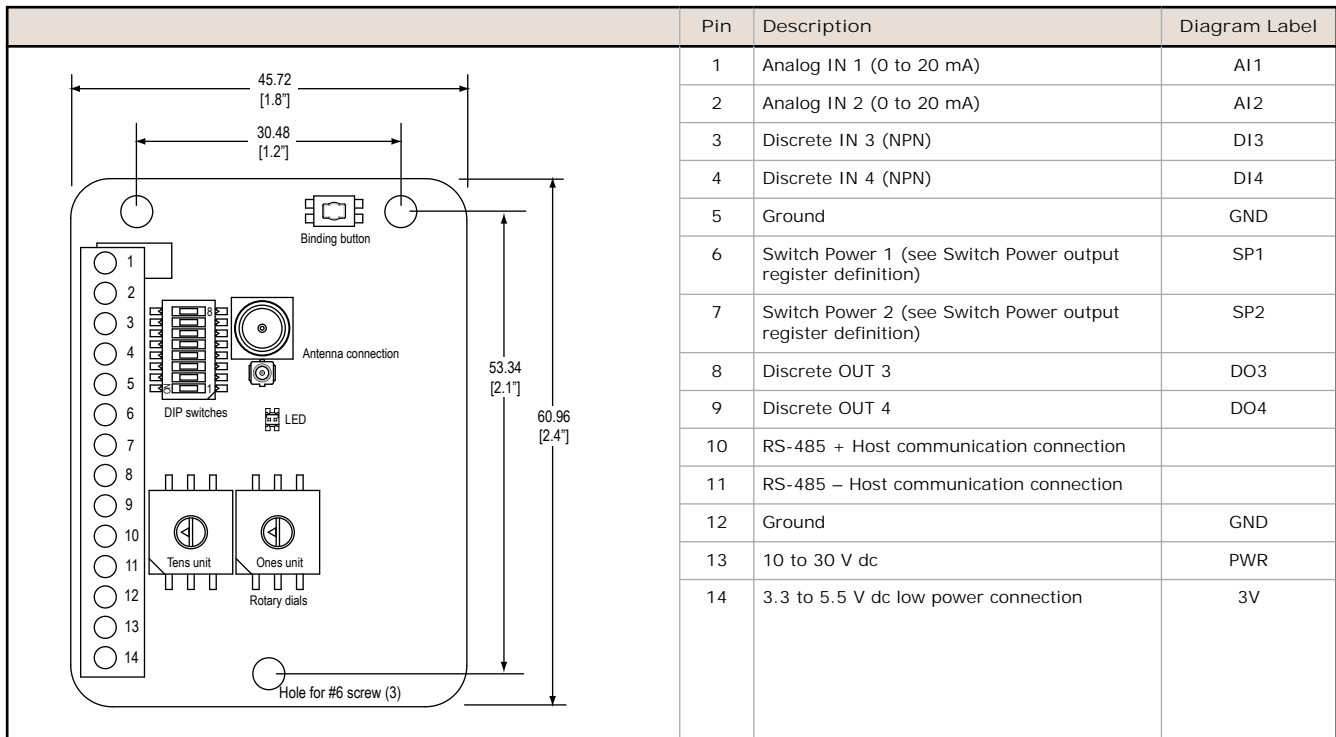 Pin Description Diagram Label
45.72
[1.8”]
30.48
[1.2”]
Binding button
1
2
3
4
5
6
7
8
9
10
11
12
13
14
8
ON
1
DIP switches
Antenna connection
LED
53.34
[2.1”]
60.96
[2.4”]
Tens unit
Ones unit
Rotary dials
Hole for #6 screw (3)
1 Analog IN 1 (0 to 20 mA) AI1
2 Analog IN 2 (0 to 20 mA) AI2
3 Discrete IN 3 (NPN) DI3
4 Discrete IN 4 (NPN) DI4
5 Ground GND
6 Switch Power 1 (see Switch Power output SP1
register definition)
7 Switch Power 2 (see Switch Power output SP2
register definition)
8 Discrete OUT 3 DO3
9 Discrete OUT 4 DO4
10 RS-485 + Host communication connection
11 RS-485 – Host communication connection
12 Ground GND
13 10 to 30 V dc PWR
14 3.3 to 5.5 V dc low power connection 3V